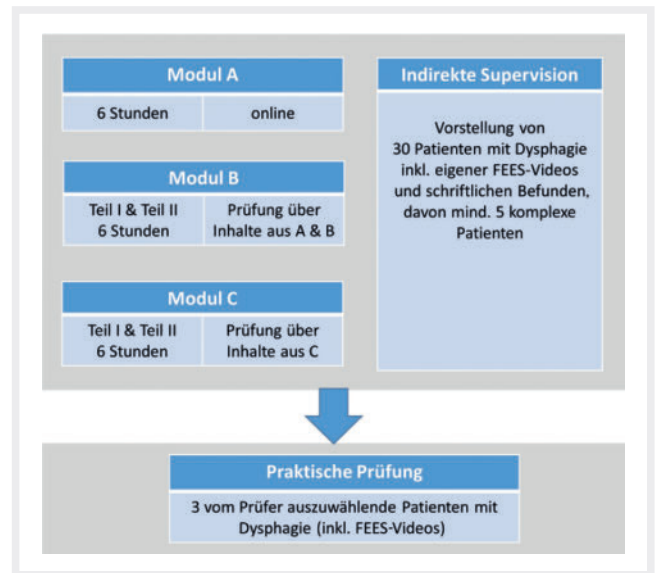 Modul A
6 Stunden
online
Modul B
Teil I & Teil II
6 Stunden
Prüfung über
Inhalte aus A & B
Modul C
Teil I & Teil II
6 Stunden
Prüfung über
Inhalte aus C
Indirekte Supervision
Vorstellung von
30 Patienten mit Dysphagie
inkl. eigener FEES-Videos
und schriftlichen Befunden,
davon mind. 5 komplexe
Patienten
Praktische Prüfung
3 vom Prüfer auszuwählende Patienten mit
Dysphagie (inkl. FEES-Videos)